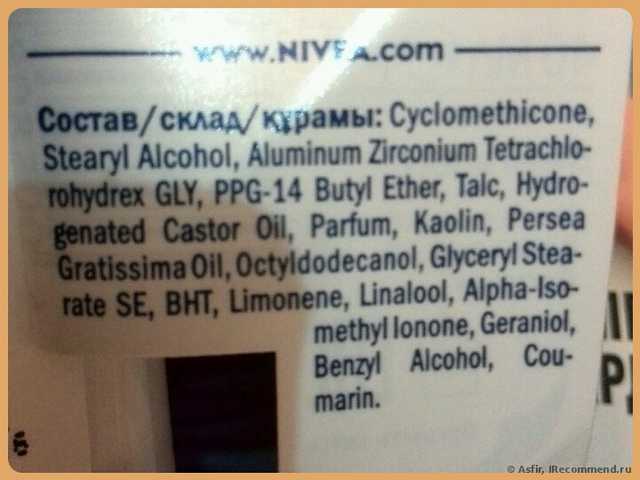 www.NIVEA.com
Состав/склад/құрамы: Cyclomethicone,
Stearyl Alcohol, Aluminum Zirconium Tetrachlo-
rohydrex GLY, PPG-14 Butyl Ether, Talc, Hydro-
genated Castor Oil, Parfum, Kaolin, Persea
Gratissima Oil, Octyldodecanol, Glyceryl Stea-
rate SE, BHT, Limonene, Linalool, Alpha-Iso-
methyl Ionone, Geraniol,
Benzyl Alcohol, Cou-
marin.
© Asfir, IRecommend.ru